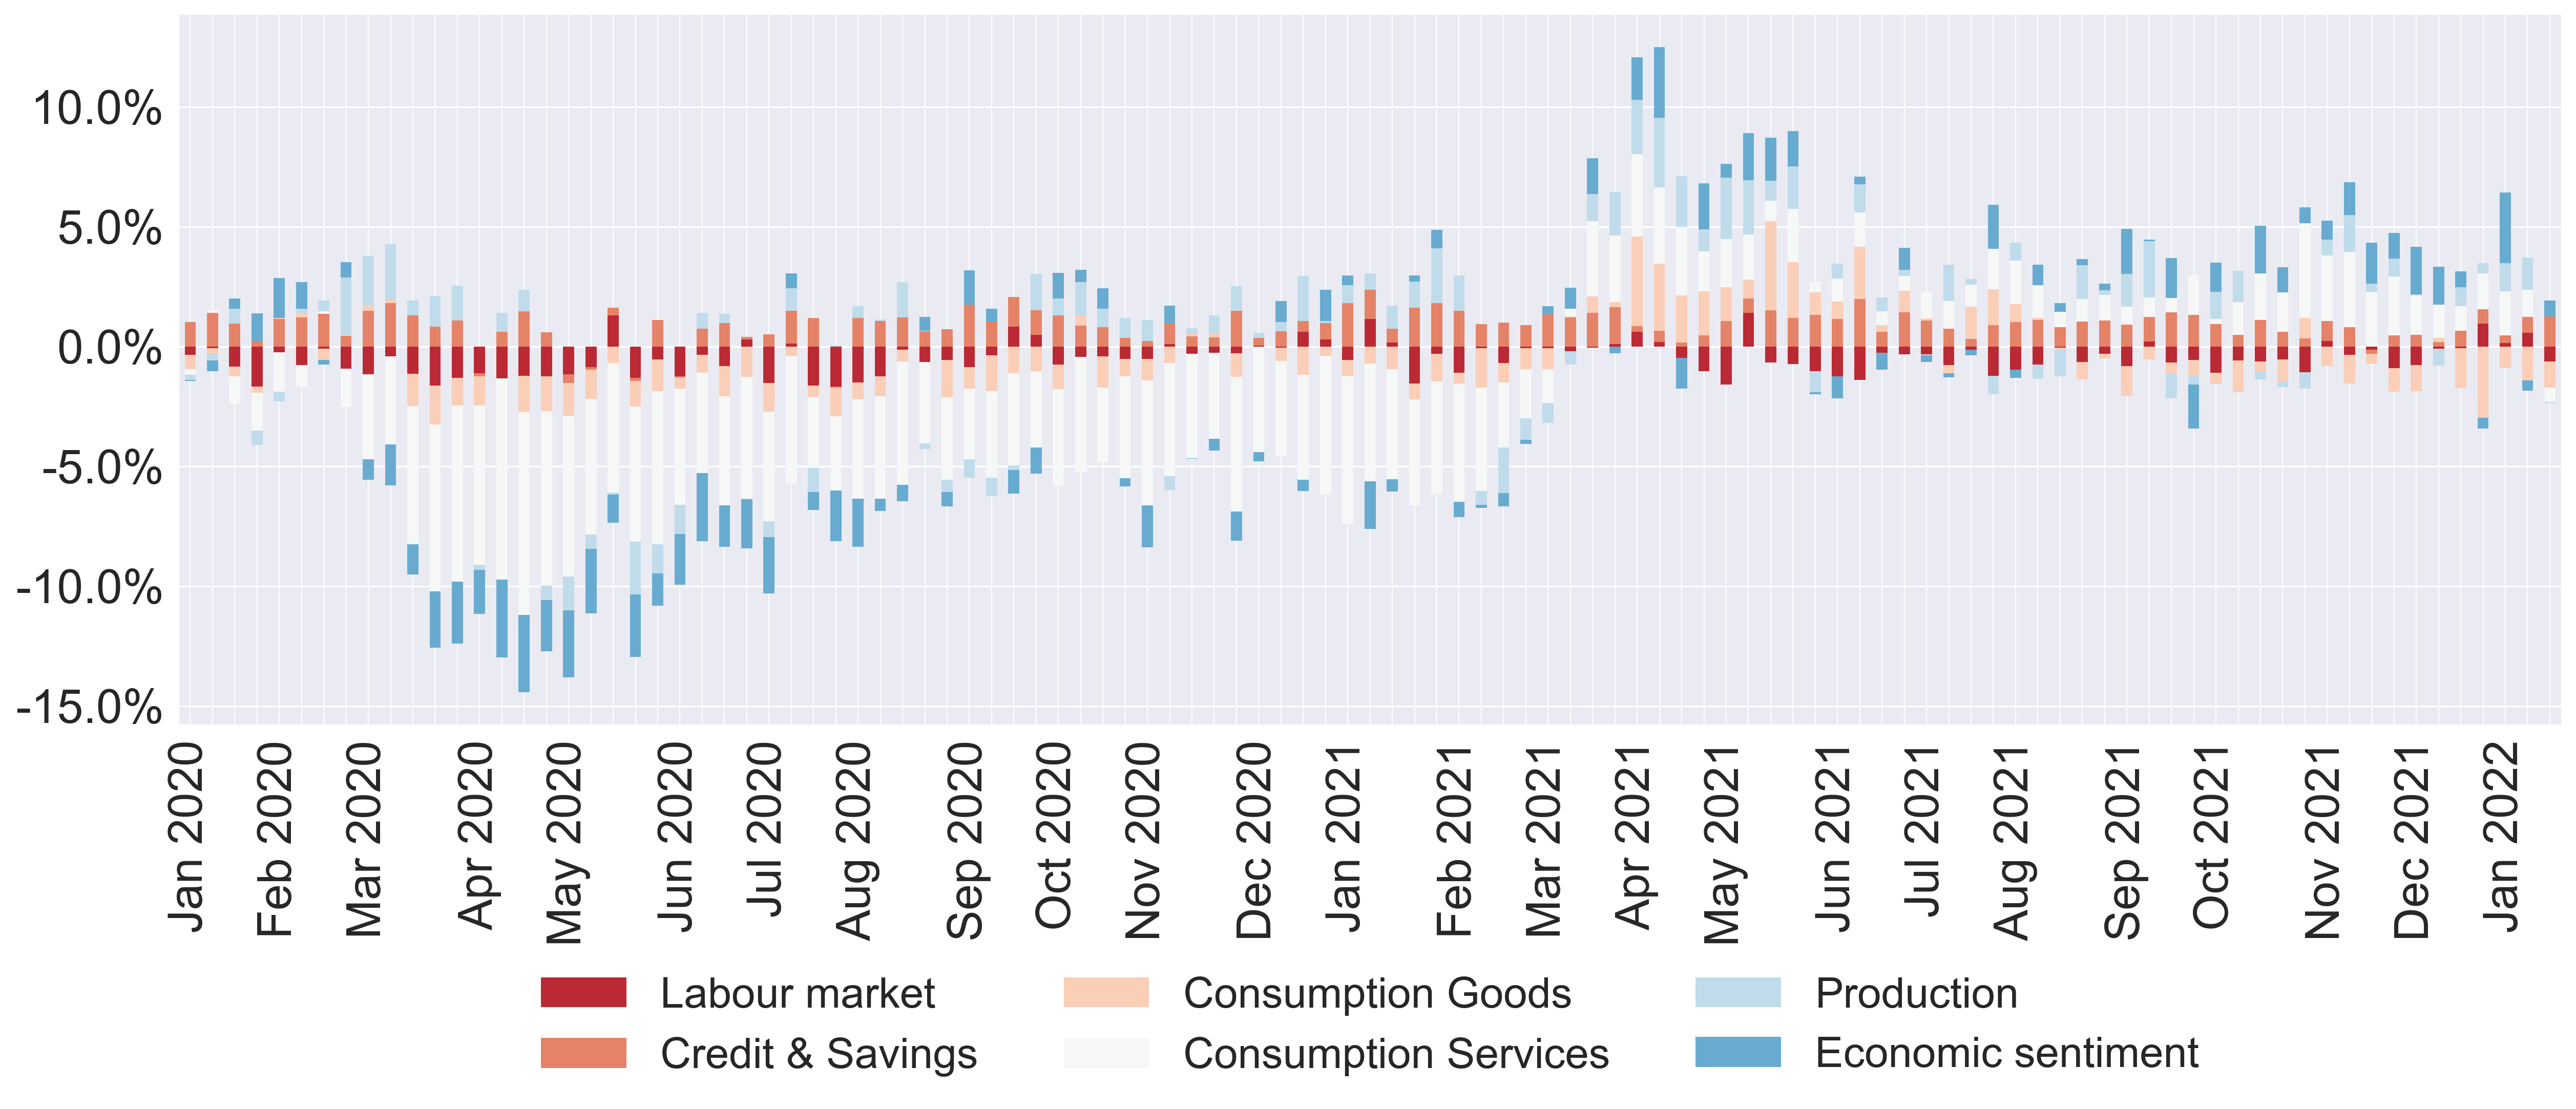 10.0%
5.0%
0.0%
-5.0%
-10.0%
-15.0%
Jan 2020
Feb 2020
Mar 2020
Apr 2020
May 2020
Jun 2020
Jul 2020
Aug 2020
Sep 2020
Oct 2020
Nov 2020
Dec 2020
Jan 2021
Feb 2021
Mar 2021
Apr 2021
May 2021
Jun 2021
Jul 2021
Aug 2021
Sep 2021
Oct 2021
Nov 2021
Dec 2021
Jan 2022
Labour market
Consumption Goods
Production
Credit & Savings
Consumption Services
Economic sentiment